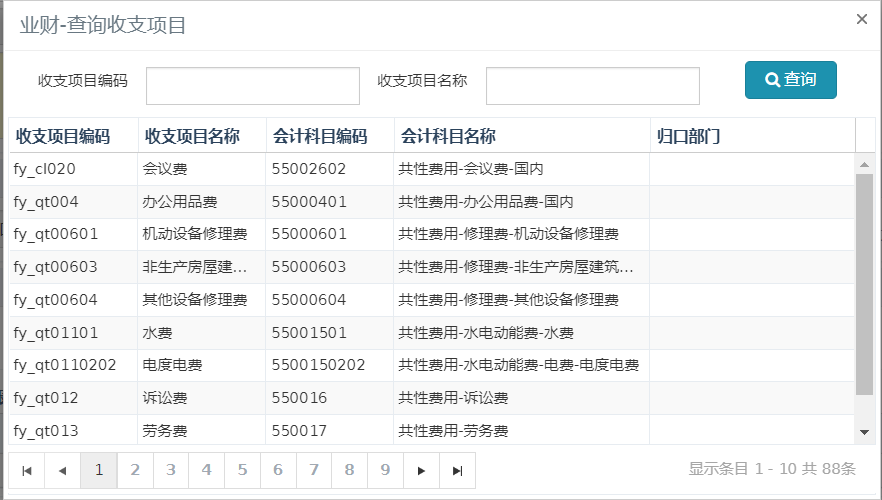 业财-查询收支项目 ×
收支项目编码 收支项目名称 查询
收支项目编码 收支项目名称 会计科目编码 会计科目名称 归口部门
fy_cl020 会议费 55002602 共性费用-会议费-国内
fy_qt004 办公用品费 55000401 共性费用-办公用品费-国内
fy_qt00601 机动设备修理费 55000601 共性费用-修理费-机动设备修理费
fy_qt00603 非生产房屋建... 55000603 共性费用-修理费-非生产房屋建筑...
fy_qt00604 其他设备修理费 55000604 共性费用-修理费-其他设备修理费
fy_qt01101 水费 55001501 共性费用-水电动能费-水费
fy_qt0110202 电度电费 5500150202 共性费用-水电动能费-电费-电度电费
fy_qt012 诉讼费 550016 共性费用-诉讼费
fy_qt013 劳务费 550017 共性费用-劳务费
1 2 3 4 5 6 7 8 9 显示条目 1 - 10 共 88条